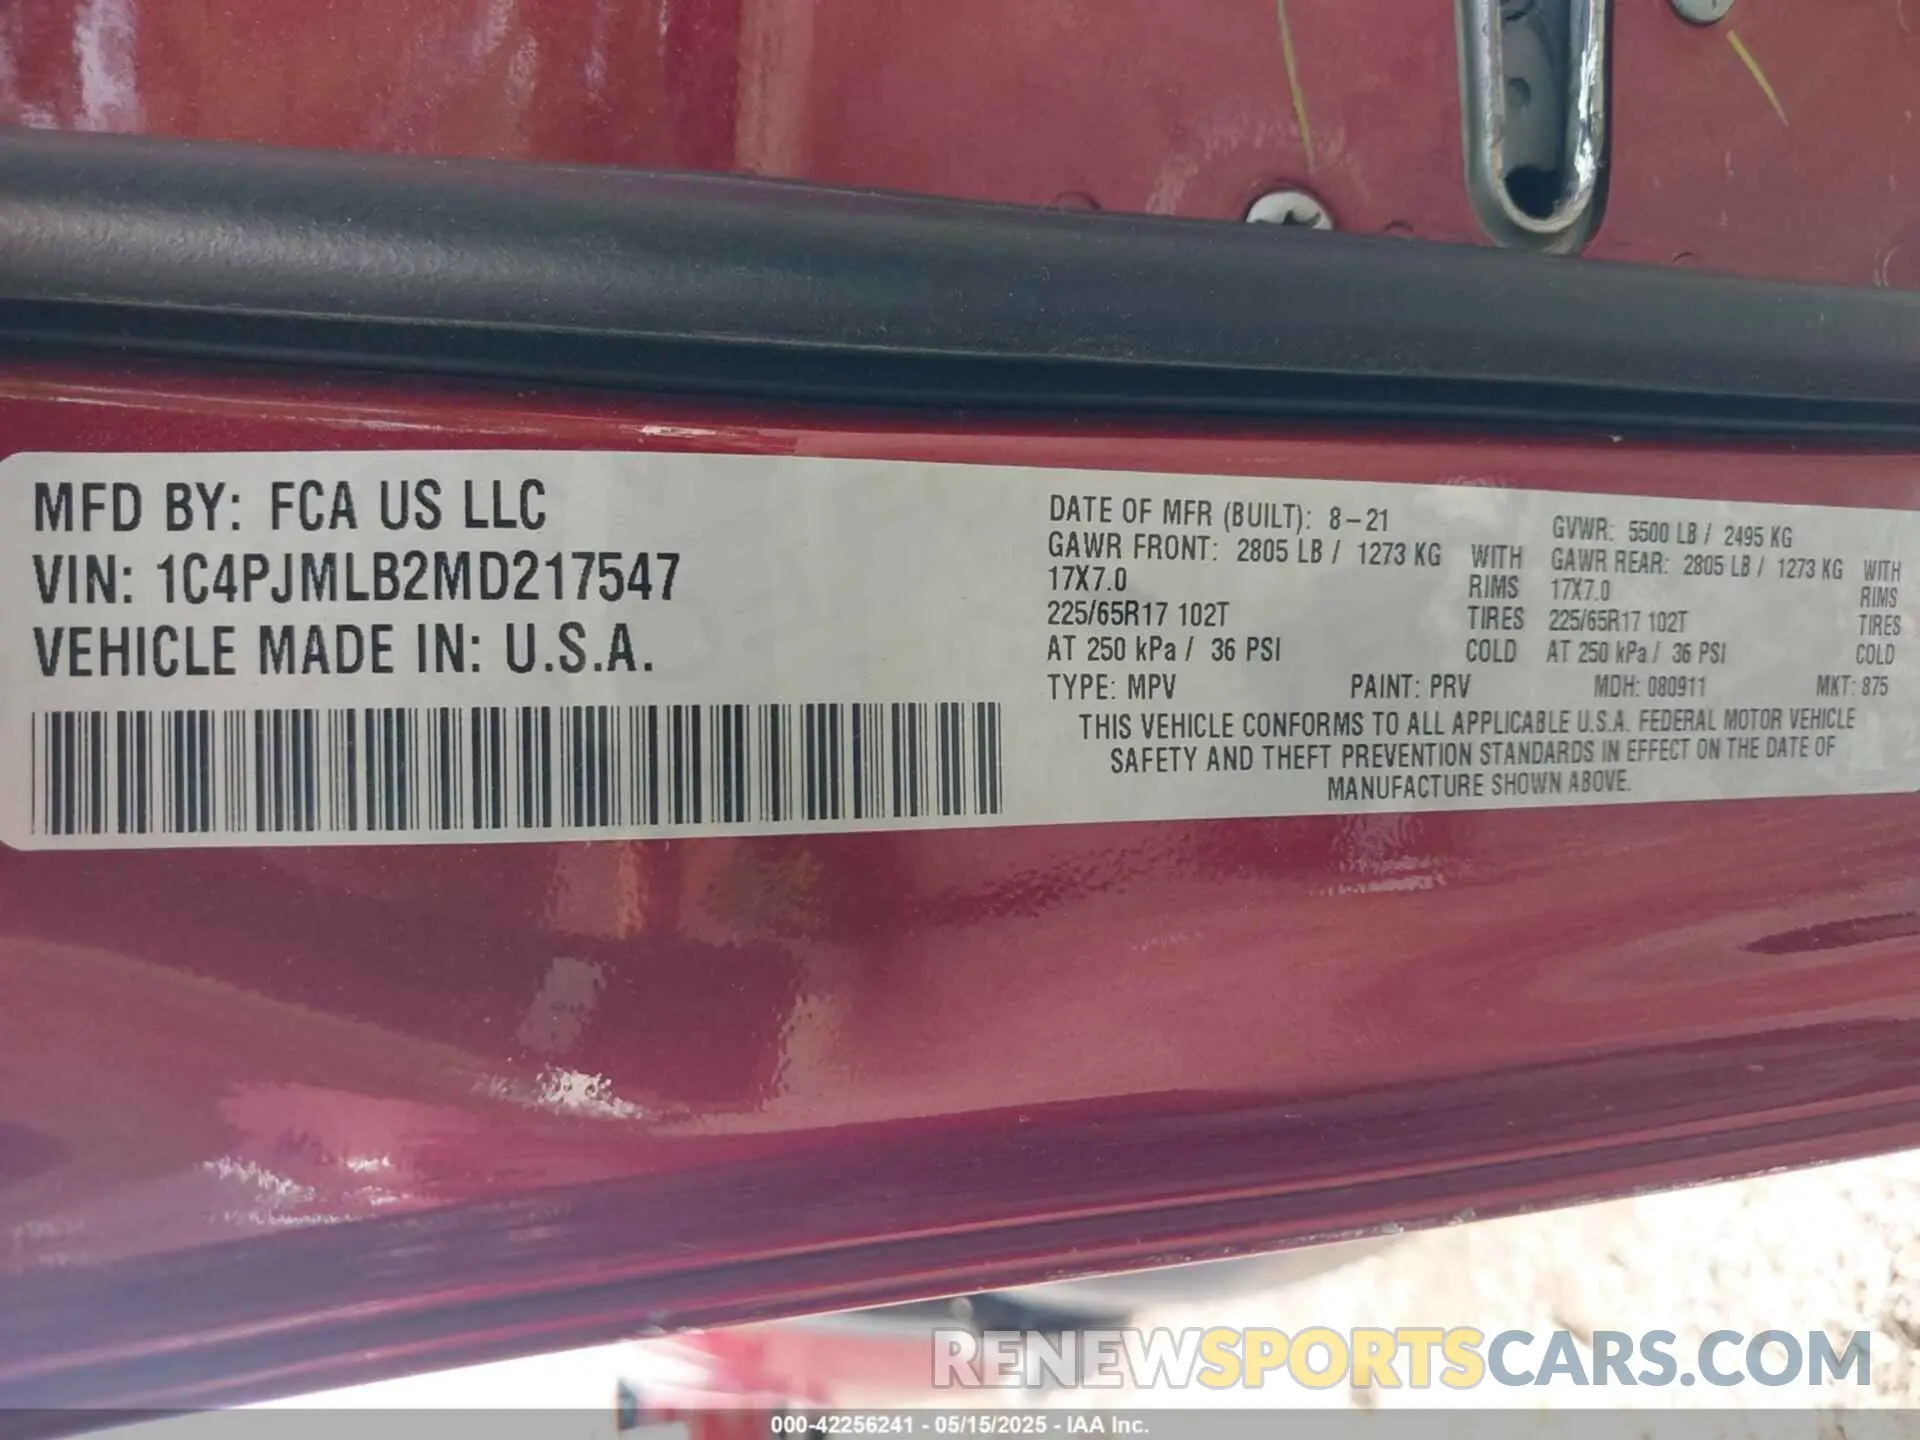 MFD BY: FCA US LLC
VIN: 1C4PJMLB2MD217547
VEHICLE MADE IN: U.S.A.
DATE OF MFR (BUILT): 8-21 GVWR: 5500 LB / 2495 KG
GAWR FRONT: 2805 LB / 1273 KG WITH GAWR REAR: 2805 LB / 1273 KG WITH
17X7.0 RIMS 17X7.0 RIMS
225/65R17 102T TIRES 225/65R17 102T TIRES
AT 250 kPa / 36 PSI COLD AT 250 kPa / 36 PSI COLD
TYPE: MPV PAINT: PRV MDH: 080911 MKT: 875
THIS VEHICLE CONFORMS TO ALL APPLICABLE U.S.A. FEDERAL MOTOR VEHICLE
SAFETY AND THEFT PREVENTION STANDARDS IN EFFECT ON THE DATE OF
MANUFACTURE SHOWN ABOVE.
RENEWSPORTSCARS.COM
000-42256241 - 05/15/2025 - IAA Inc.